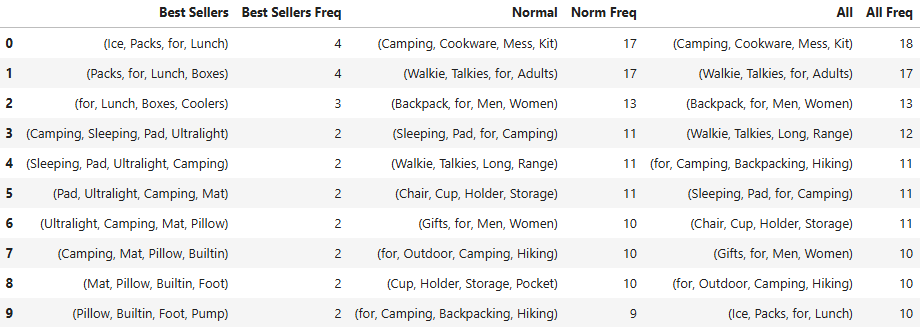 Best Sellers Best Sellers Freq Normal Norm Freq All All Freq
0 (Ice, Packs, for, Lunch) 4 (Camping, Cookware, Mess, Kit) 17 (Camping, Cookware, Mess, Kit) 18
1 (Packs, for, Lunch, Boxes) 4 (Walkie, Talkies, for, Adults) 17 (Walkie, Talkies, for, Adults) 17
2 (for, Lunch, Boxes, Coolers) 3 (Backpack, for, Men, Women) 13 (Backpack, for, Men, Women) 13
3 (Camping, Sleeping, Pad, Ultralight) 2 (Sleeping, Pad, for, Camping) 11 (Walkie, Talkies, Long, Range) 12
4 (Sleeping, Pad, Ultralight, Camping) 2 (Walkie, Talkies, Long, Range) 11 (for, Camping, Backpacking, Hiking) 11
5 (Pad, Ultralight, Camping, Mat) 2 (Chair, Cup, Holder, Storage) 11 (Sleeping, Pad, for, Camping) 11
6 (Ultralight, Camping, Mat, Pillow) 2 (Gifts, for, Men, Women) 10 (Chair, Cup, Holder, Storage) 11
7 (Camping, Mat, Pillow, Builtin) 2 (for, Outdoor, Camping, Hiking) 10 (Gifts, for, Men, Women) 10
8 (Mat, Pillow, Builtin, Foot) 2 (Cup, Holder, Storage, Pocket) 10 (for, Outdoor, Camping, Hiking) 10
9 (Pillow, Builtin, Foot, Pump) 2 (for, Camping, Backpacking, Hiking) 9 (Ice, Packs, for, Lunch) 10